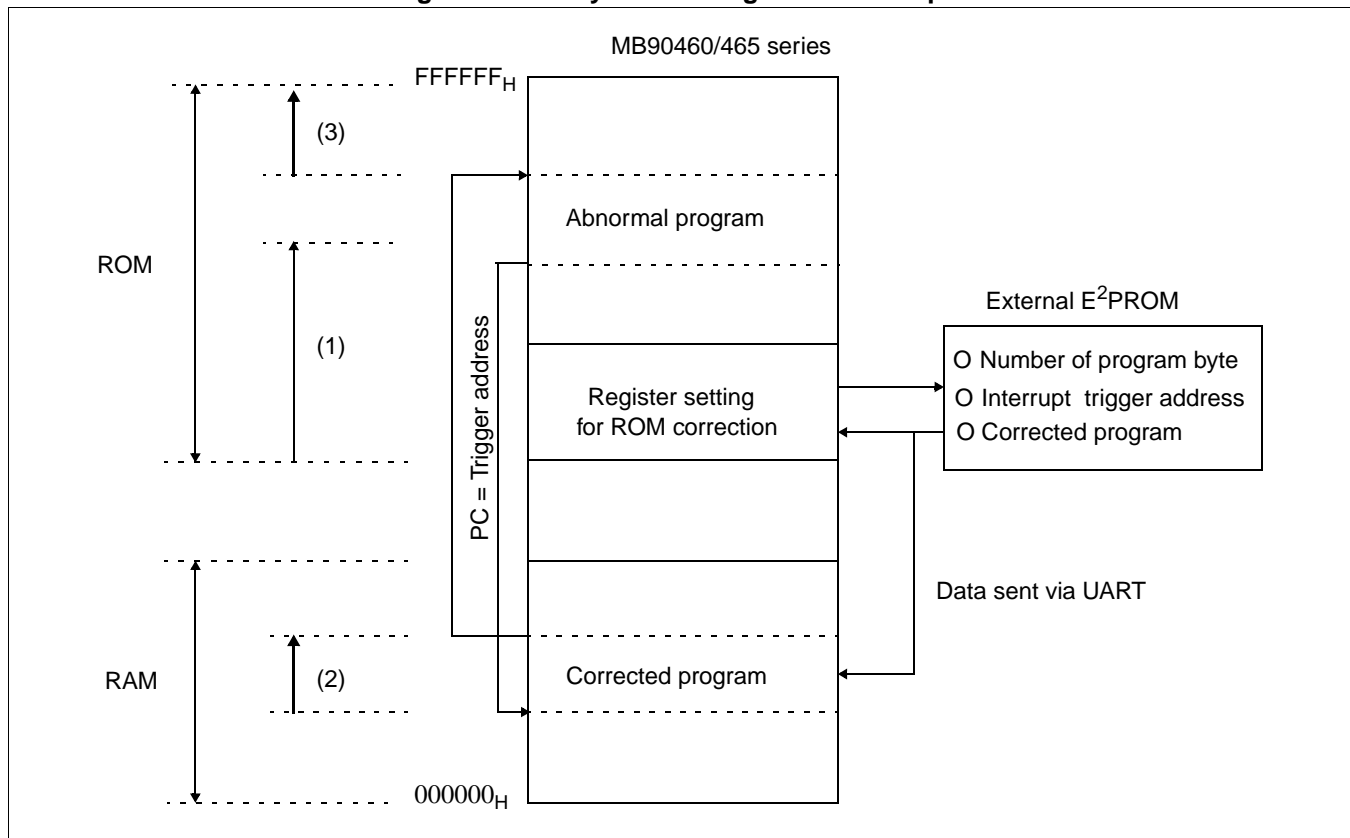 MB90460/465 series
FFFFFFH
(3)
Abnormal program
ROM
(1)
PC = Trigger address
External E2PROM
O Number of program byte
O Interrupt trigger address
O Corrected program
Register setting
for ROM correction
Data sent via UART
RAM
(2)
Corrected program
000000H